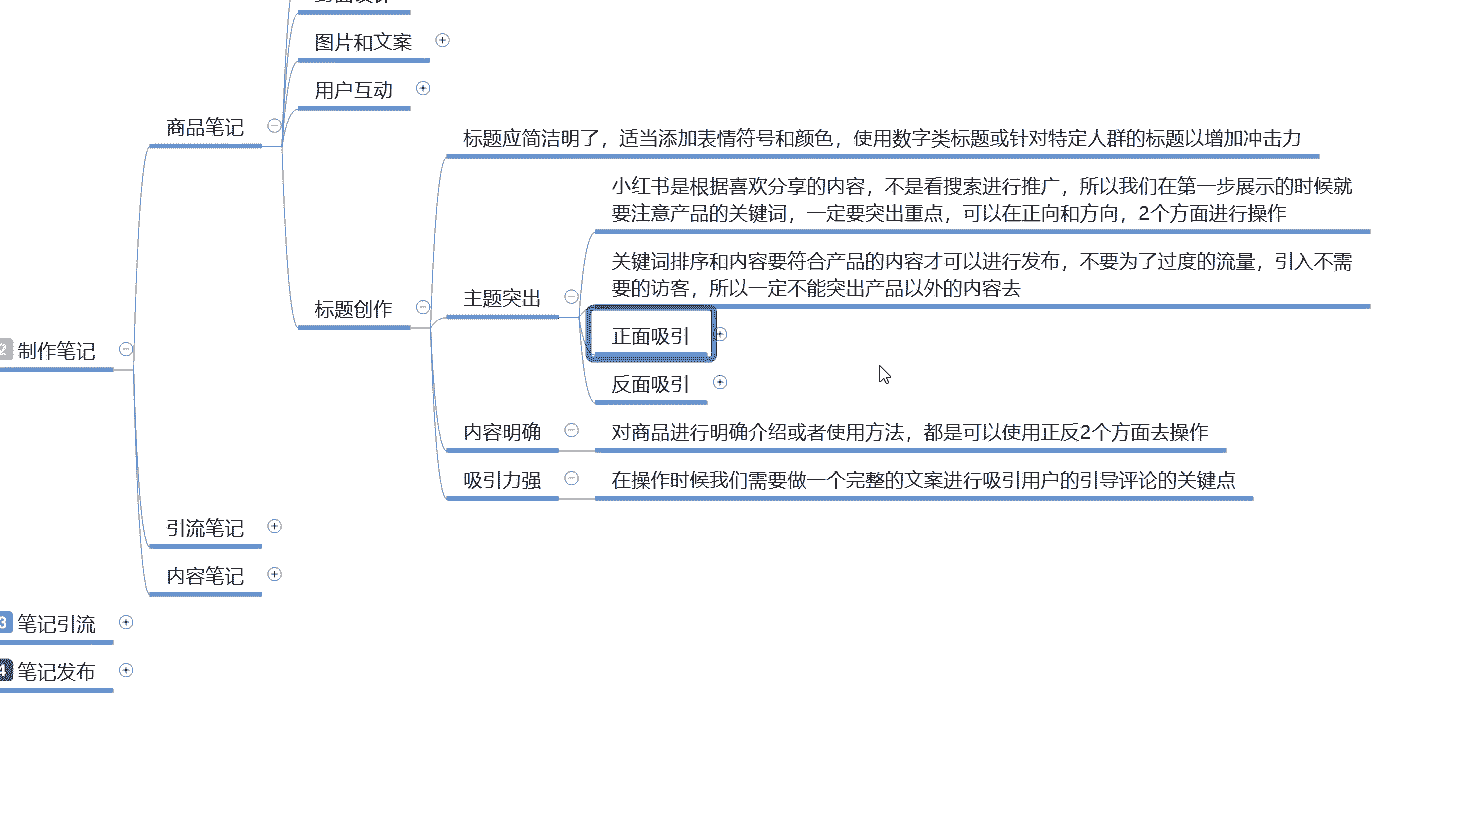 图片和文案
用户互动
商品笔记
标题应简洁明了，适当添加表情符号和颜色，使用数字类标题或针对特定人群的标题以增加冲击力
小红书是根据喜欢分享的内容，不是看搜索进行推广，所以我们在第一步展示的时候就
要注意产品的关键词，一定要突出重点，可以在正向和方向，2个方面进行操作
关键词排序和内容要符合产品的内容才可以进行发布，不要为了过度的流量，引入不需
要的访客，所以一定不能突出产品以外的内容去
主题突出
标题创作
正面吸引
2 制作笔记
反面吸引
内容明确
对商品进行明确介绍或者使用方法，都是可以使用正反2个方面去操作
吸引力强
在操作时候我们需要做一个完整的文案进行吸引用户的引导评论的关键点
引流笔记
内容笔记
3 笔记引流
4 笔记发布